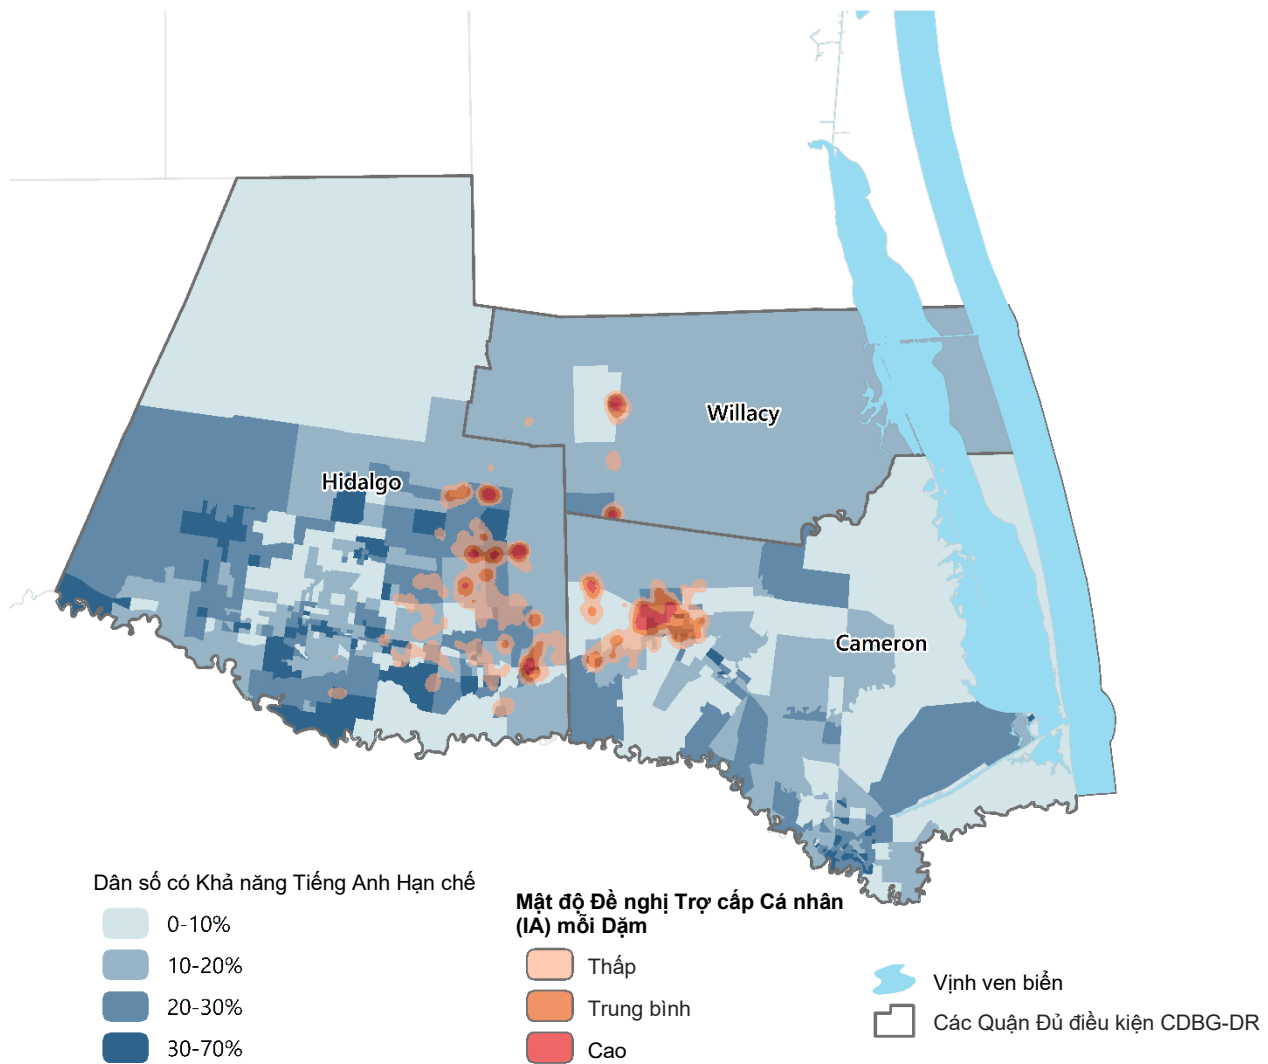 Willacy
Hidalgo
Cameron
Dân số có Khả năng Tiếng Anh Hạn chế
0-10%
10-20%
20-30%
30-70%
Mật độ Đề nghị Trợ cấp Cá nhân
(IA) mỗi Dặm
Thấp
Trung bình
Cao
Vịnh ven biển
Các Quận Đủ điều kiện CDBG-DR